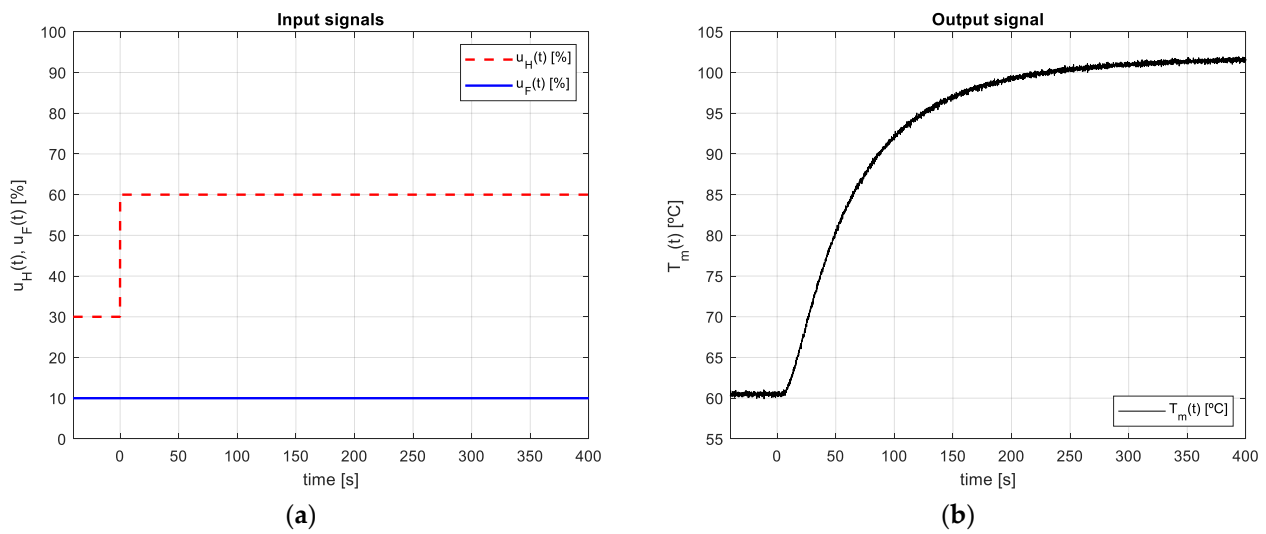 Input signals
100
90
80
70
60
50
40
30
20
10
0
u_H(t), u_F(t) [%]
u_H(t) [%]
u_F(t) [%]
0 50 100 150 200 250 300 350 400
time [s]
(a)
Output signal
105
100
95
90
85
80
75
70
65
60
55
T_m(t) [ºC]
T_m(t) [ºC]
0 50 100 150 200 250 300 350 400
time [s]
(b)